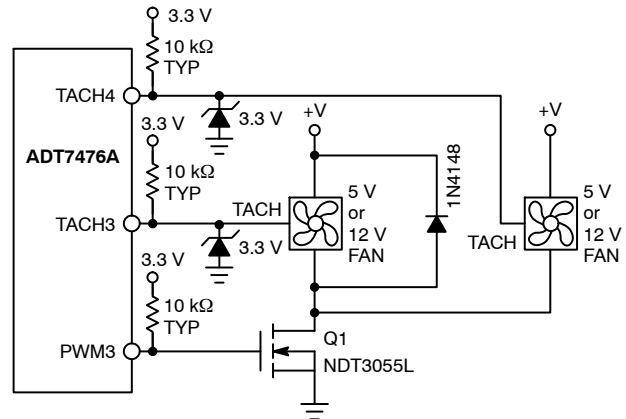 3.3 V
10 kΩ
TYP
TACH4
3.3 V
3.3 V
+V
+V
1N4148
ADT7476A
10 kΩ
TYP
TACH
5 V
or
12 V
FAN
5 V
or
12 V
FAN
TACH3
TACH
3.3 V
3.3 V
10 kΩ
TYP
Q1
PWM3
NDT3055L